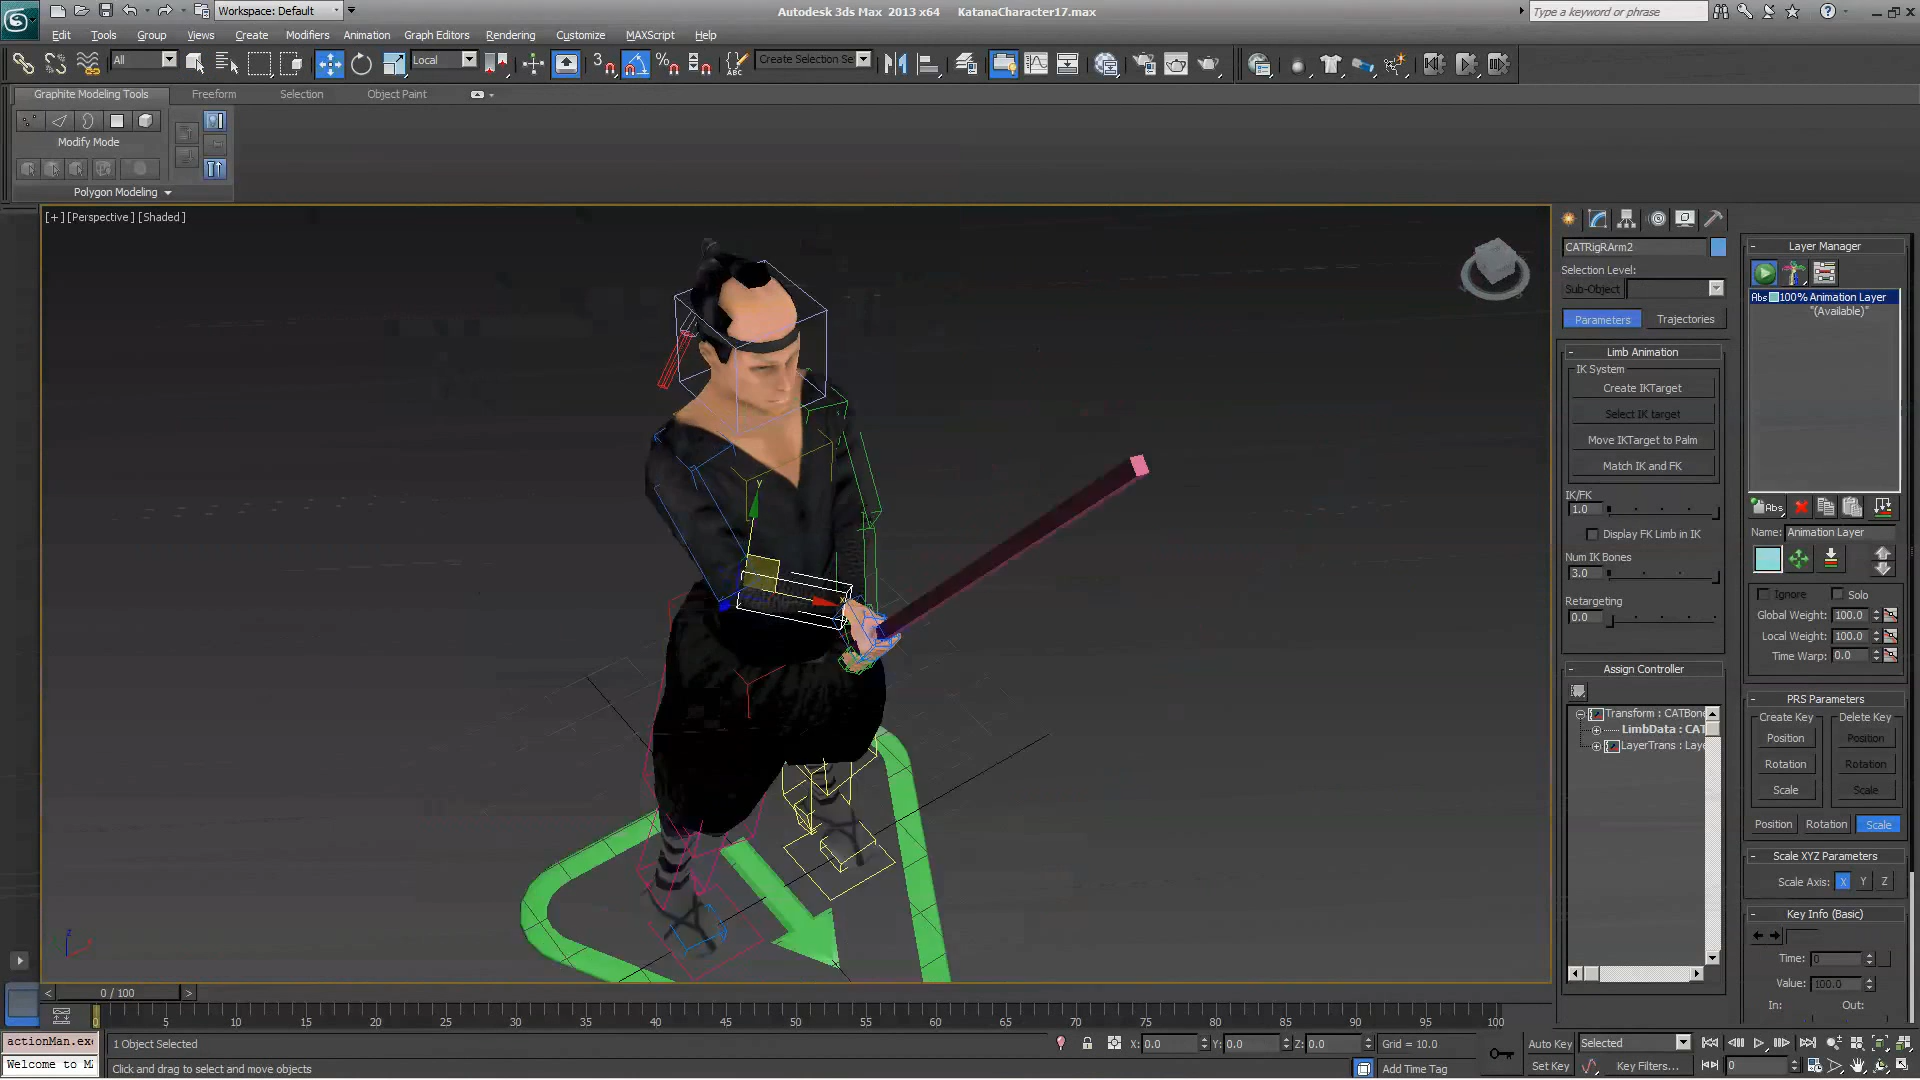 Workspace: Default
Autodesk 3ds Max 2013 x64 KatanaCharacter17.max
Type a keyword or phrase
Edit Tools Group Views Create Modifiers Animation Graph Editors Rendering Customize MAXScript Help
All
Local
3
Create Selection Se
Graphite Modeling Tools Freeform Selection Object Paint
Modify Mode
Polygon Modeling
[+] [Perspective] [Shaded]
y
x
z
CATRigRArm2
Selection Level:
Sub-Object
Parameters Trajectories
Limb Animation
IK System
Create IKTarget
Select IK target
Move IKTarget to Palm
Match IK and FK
IK/FK
1.0
Display FK Limb in IK
Num IK Bones
3.0
Retargeting
0.0
Assign Controller
Transform : CATBone
LimbData : CAT
LayerTrans : Laye
Layer Manager
Abs 100% Animation Layer
"(Available)"
Abs
Name: Animation Layer
Ignore Solo
Global Weight: 100.0
Local Weight: 100.0
Time Warp: 0.0
PRS Parameters
Create Key Delete Key
Position Position
Rotation Rotation
Scale Scale
Position Rotation Scale
Scale XYZ Parameters
Scale Axis: X Y Z
Key Info (Basic)
Time: 0
Value: 100.0
In: Out:
< 0 / 100 >
0 5 10 15 20 25 30 35 40 45 50 55 60 65 70 75 80 85 90 95 100
actionMan.exe
Welcome to M
1 Object Selected
Click and drag to select and move objects
X: 0.0 Y: 0.0 Z: 0.0 Grid = 10.0
Add Time Tag
Auto Key Selected
Set Key Key Filters...
0